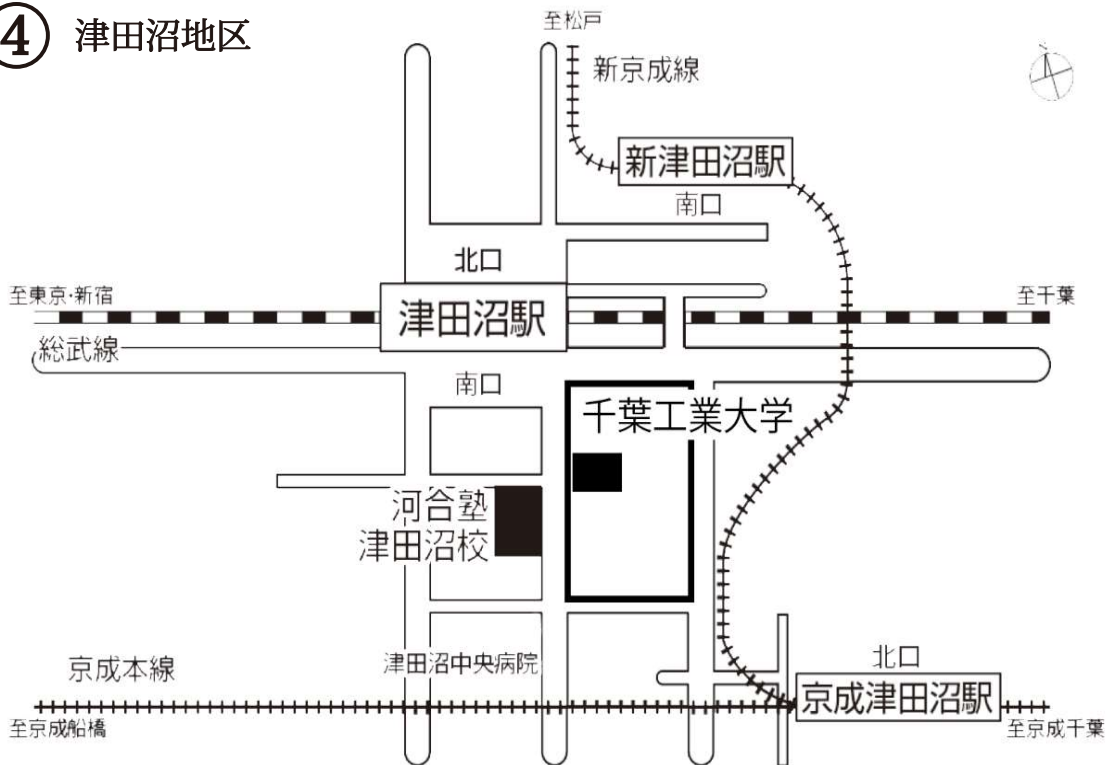 ④ 津田沼地区
至松戸
新京成線
N
新津田沼駅
南口
北口
至東京・新宿
津田沼駅
至千葉
総武線
南口
千葉工業大学
河合塾
津田沼校
京成本線
津田沼中央病院
北口
京成津田沼駅
至京成船橋
至京成千葉